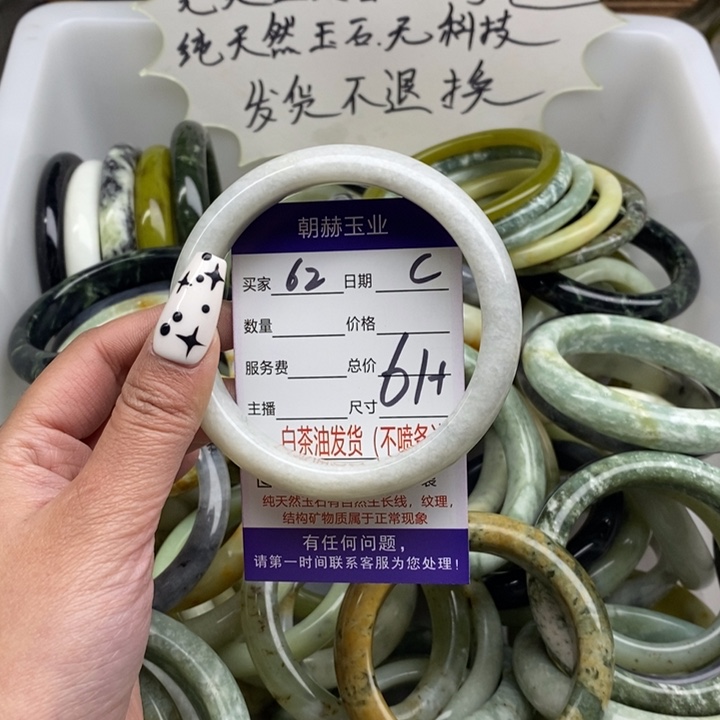 纯天然玉石.无科技
发货不退换
朝赫玉业
买家 62 日期 C
数量 价格
服务费 总价
主播 尺寸 61+
白茶油发货（不喷
纯天然玉石有自然生长线，纹理，
结构矿物质属于正常现象
有任何问题，
请第一时间联系客服为您处理！